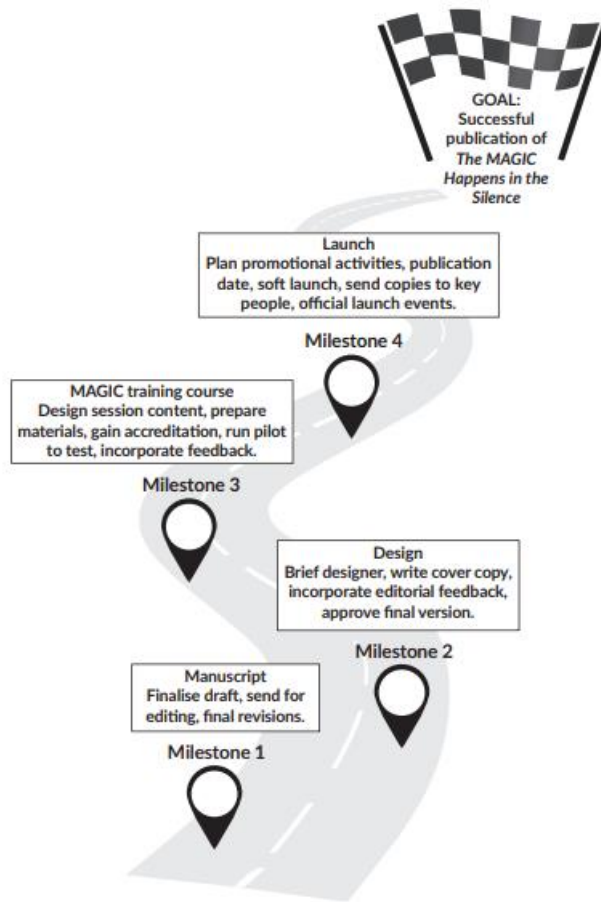 GOAL:
Successful
publication of
The MAGIC
Happens in the
Silence
Launch
Plan promotional activities, publication
date, soft launch, send copies to key
people, official launch events.
Milestone 4
MAGIC training course
Design session content, prepare
materials, gain accreditation, run pilot
to test, incorporate feedback.
Milestone 3
Design
Brief designer, write cover copy,
incorporate editorial feedback,
approve final version.
Milestone 2
Manuscript
Finalise draft, send for
editing, final revisions.
Milestone 1